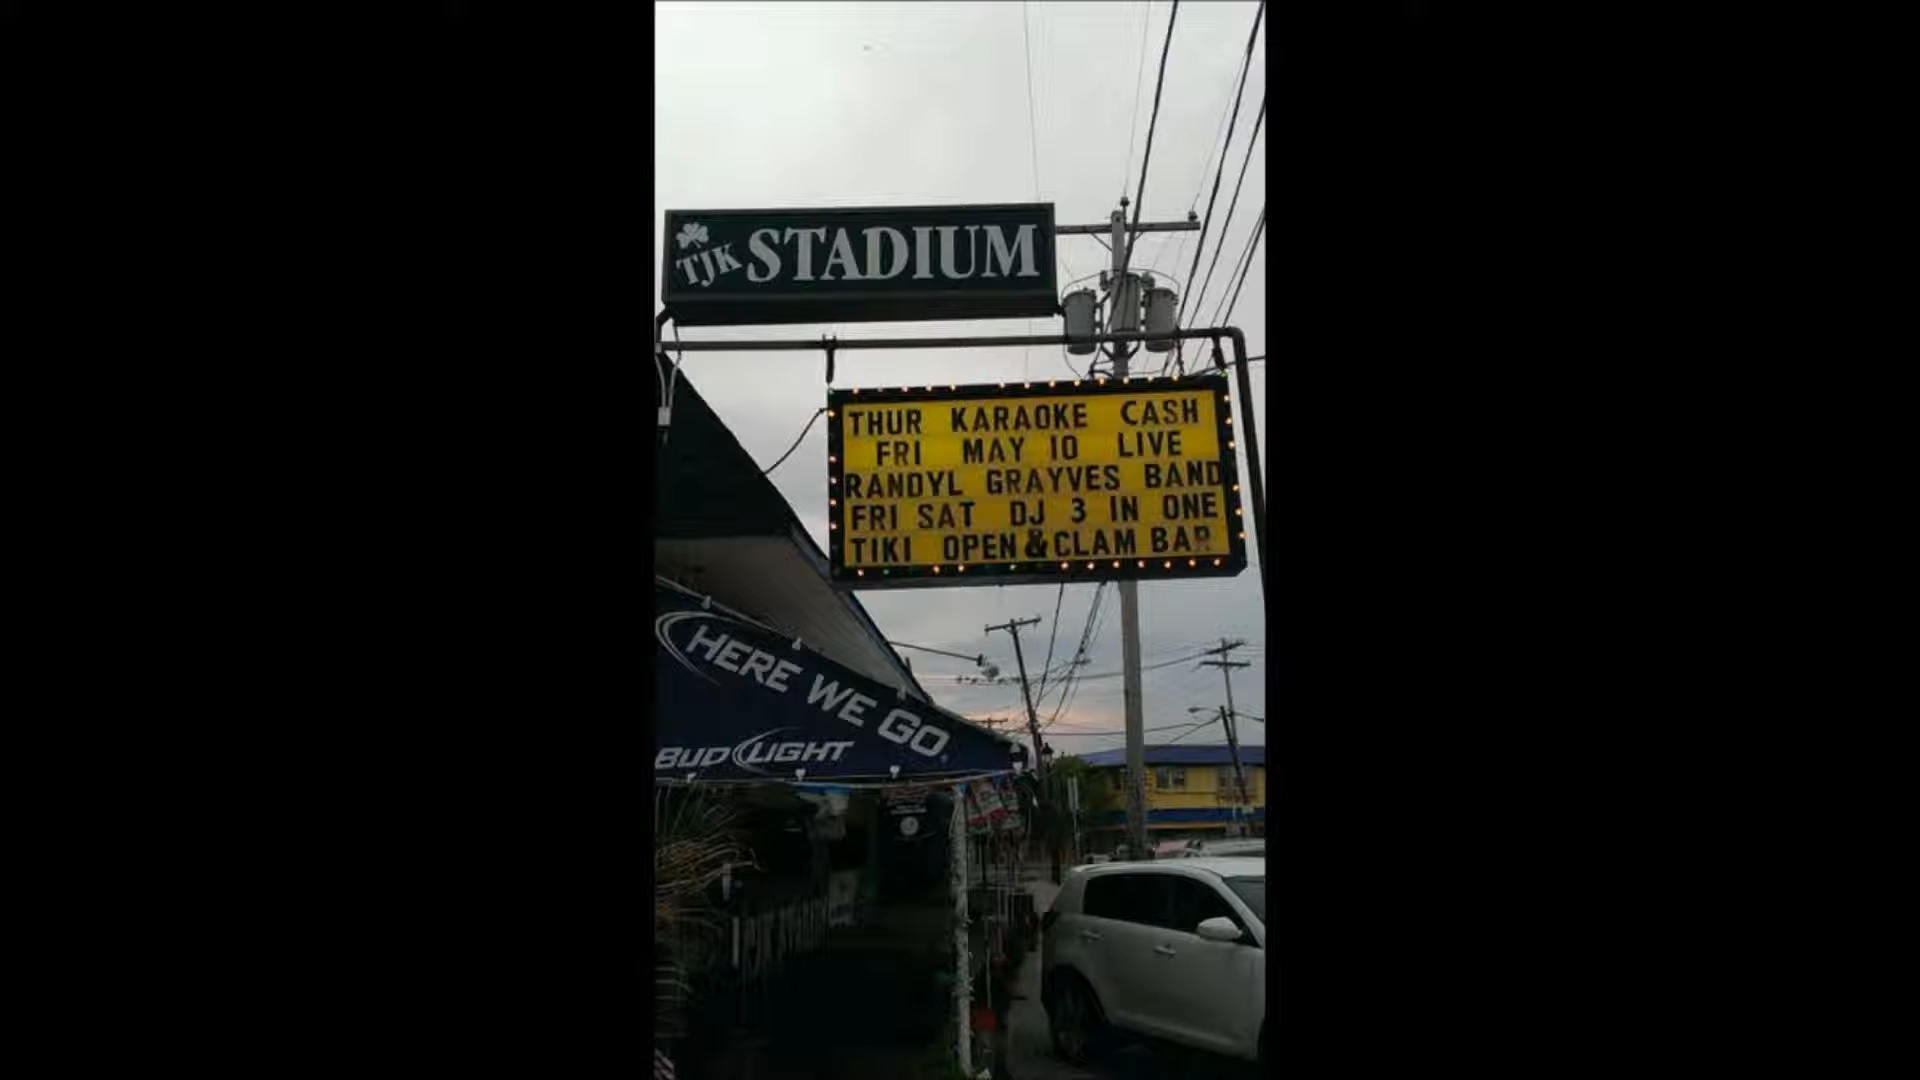 TJK STADIUM
THUR KARAOKE CASH
FRI MAY 10 LIVE
RANDYL GRAYVES BAND
FRI SAT DJ 3 IN ONE
TIKI OPEN & CLAM BAR
HERE WE GO.
BUD LIGHT